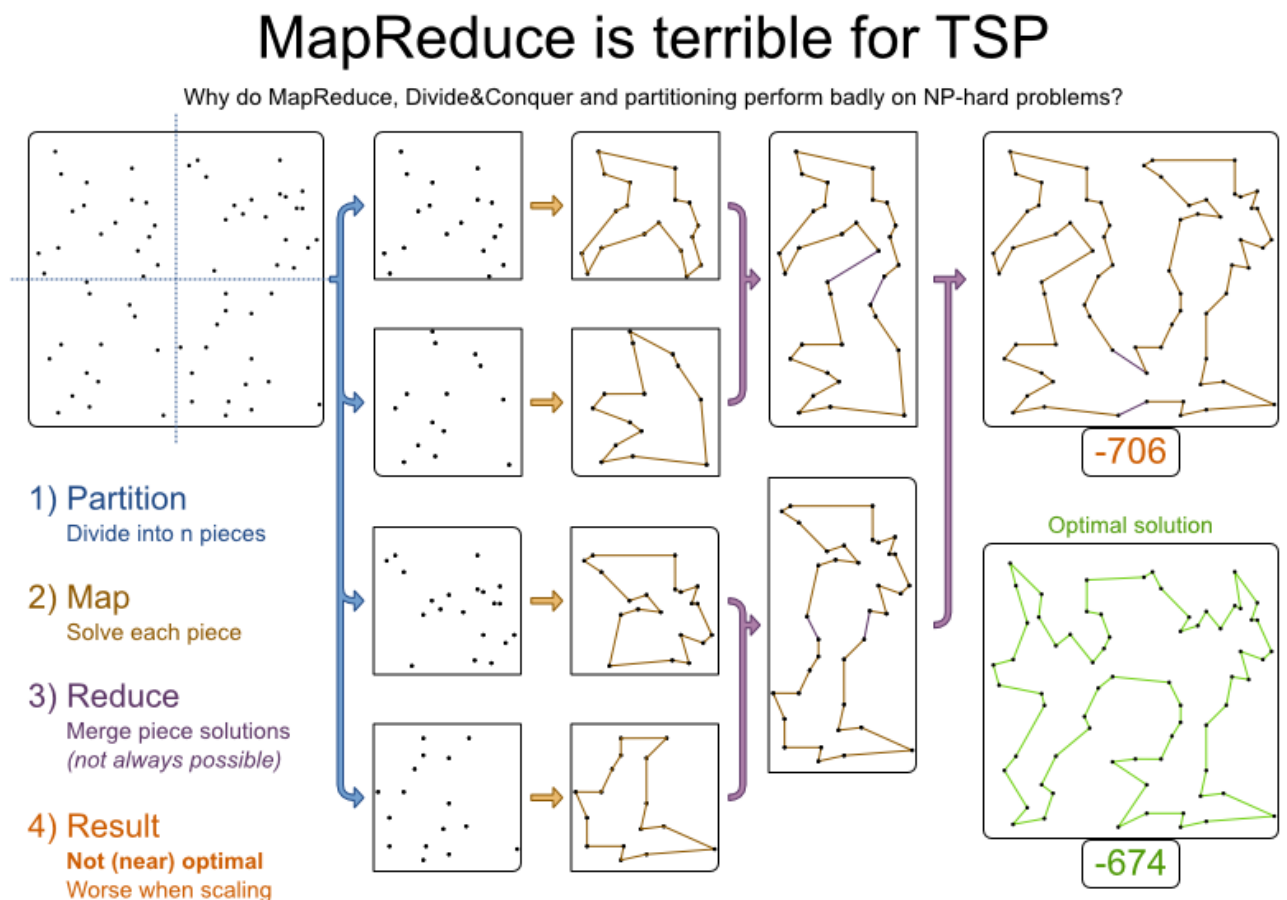 MapReduce is terrible for TSP
Why do MapReduce, Divide&Conquer and partitioning perform badly on NP-hard problems?
-706
1) Partition
Divide into n pieces
Optimal solution
2) Map
Solve each piece
3) Reduce
Merge piece solutions
(not always possible)
4) Result
Not (near) optimal
Worse when scaling
-674